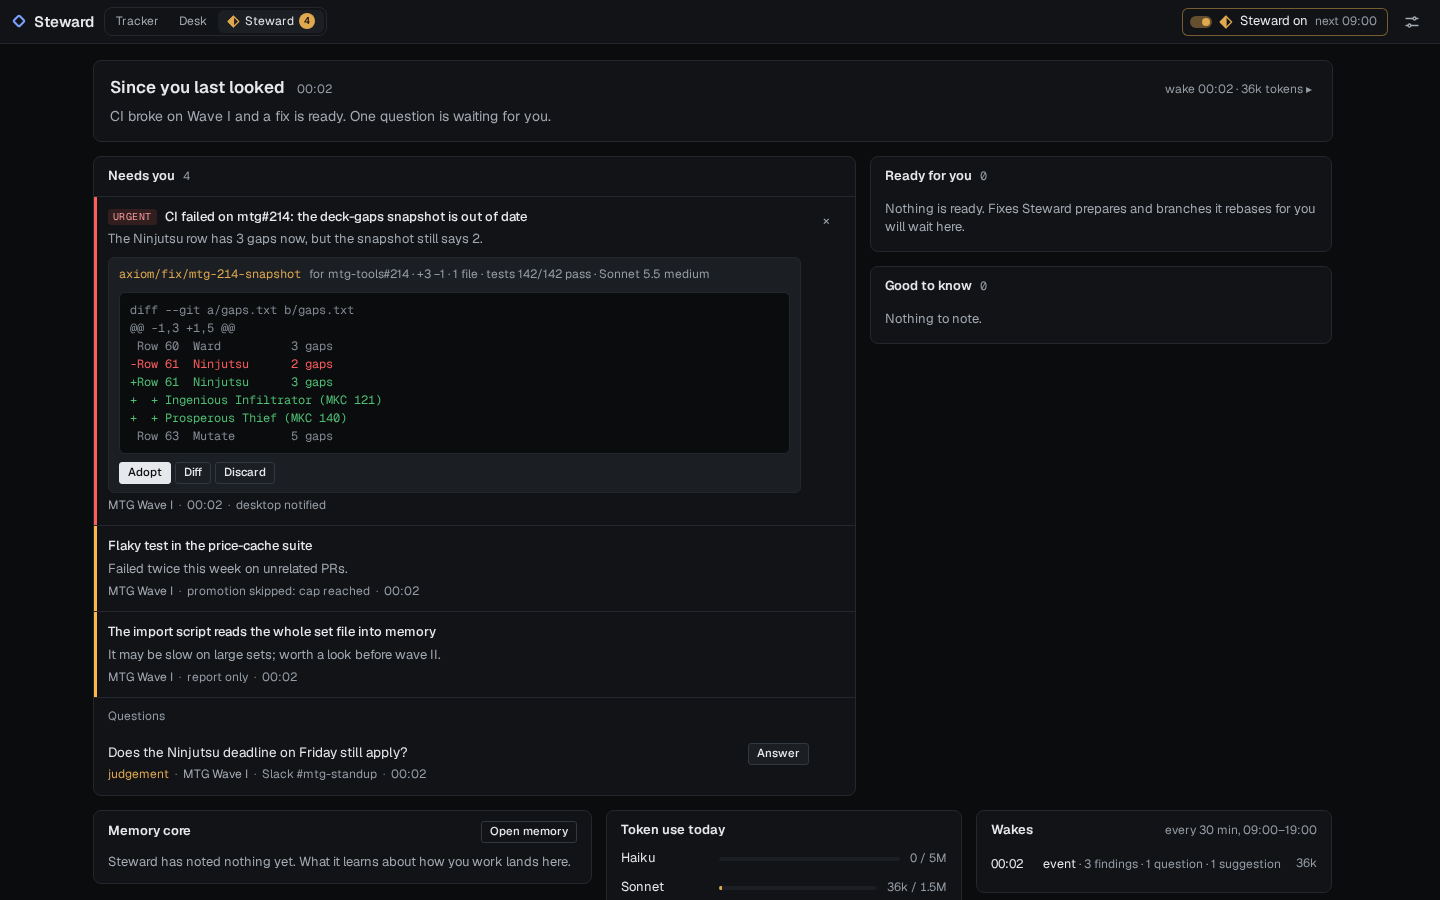 Steward
Tracker
Desk
Steward 4
Steward on next 09:00
Since you last looked 00:02
wake 00:02 · 36k tokens ▸
CI broke on Wave I and a fix is ready. One question is waiting for you.
Needs you 4
URGENT CI failed on mtg#214: the deck-gaps snapshot is out of date
×
The Ninjutsu row has 3 gaps now, but the snapshot still says 2.
axiom/fix/mtg-214-snapshot for mtg-tools#214 · +3 −1 · 1 file · tests 142/142 pass · Sonnet 5.5 medium
diff --git a/gaps.txt b/gaps.txt
@@ -1,3 +1,5 @@
Row 60 Ward 3 gaps
-Row 61 Ninjutsu 2 gaps
+Row 61 Ninjutsu 3 gaps
+ + Ingenious Infiltrator (MKC 121)
+ + Prosperous Thief (MKC 140)
Row 63 Mutate 5 gaps
Adopt
Diff
Discard
MTG Wave I · 00:02 · desktop notified
Flaky test in the price-cache suite
Failed twice this week on unrelated PRs.
MTG Wave I · promotion skipped: cap reached · 00:02
The import script reads the whole set file into memory
It may be slow on large sets; worth a look before wave II.
MTG Wave I · report only · 00:02
Questions
Does the Ninjutsu deadline on Friday still apply?
Answer
judgement · MTG Wave I · Slack #mtg-standup · 00:02
Ready for you 0
Nothing is ready. Fixes Steward prepares and branches it rebases for you
will wait here.
Good to know 0
Nothing to note.
Memory core
Open memory
Steward has noted nothing yet. What it learns about how you work lands here.
Token use today
Haiku 0 / 5M
Sonnet 36k / 1.5M
Wakes
every 30 min, 09:00–19:00
00:02 event · 3 findings · 1 question · 1 suggestion 36k